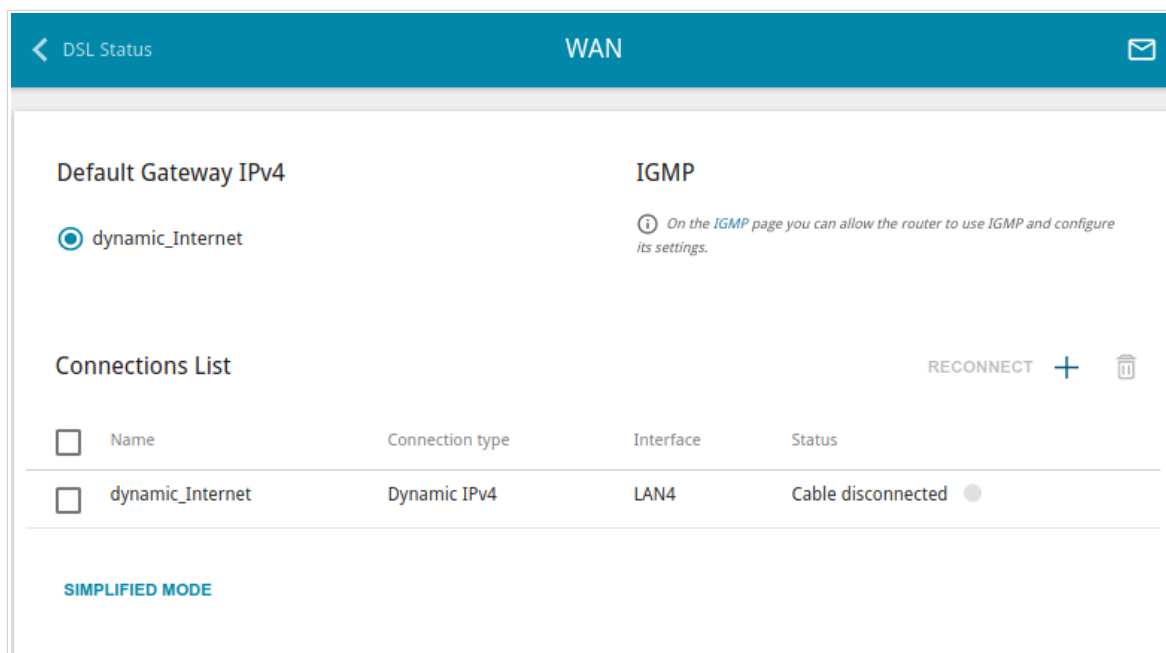 DSL Status
WAN
Default Gateway IPv4
dynamic_Internet
IGMP
On the IGMP page you can allow the router to use IGMP and configure
its settings.
Connections List
RECONNECT
Name Connection type Interface Status
dynamic_Internet Dynamic IPv4 LAN4 Cable disconnected
SIMPLIFIED MODE